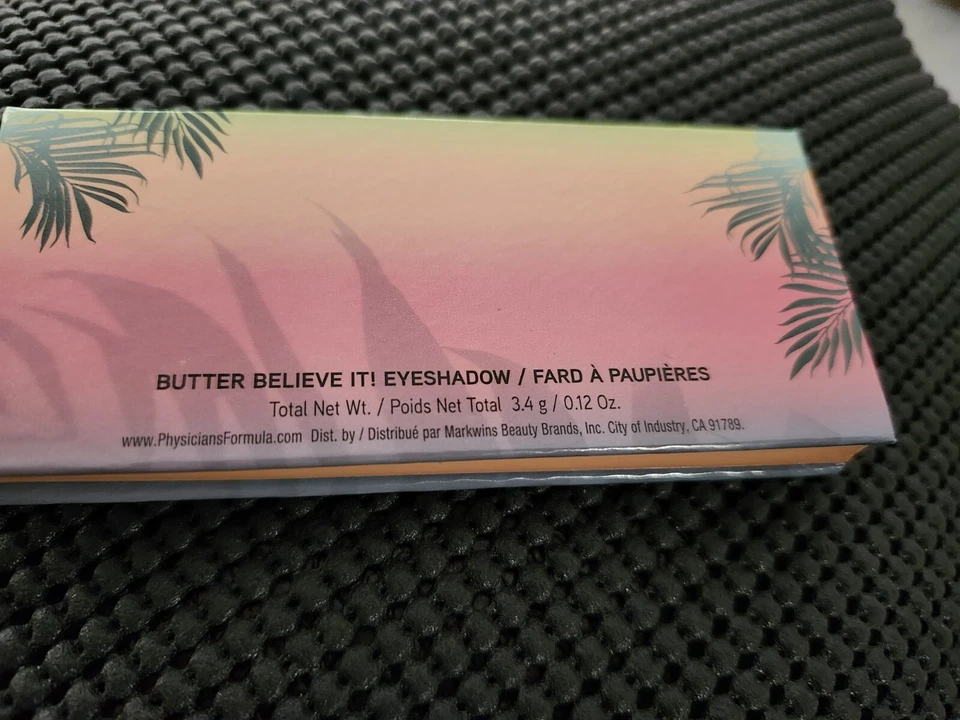 BUTTER BELIEVE IT! EYESHADOW / FARD À PAUPIÈRES
Total Net Wt. / Poids Net Total 3.4 g / 0.12 Oz.
www.PhysiciansFormula.com Dist. by / Distribué par Markwins Beauty Brands, Inc. City of Industry, CA 91789.